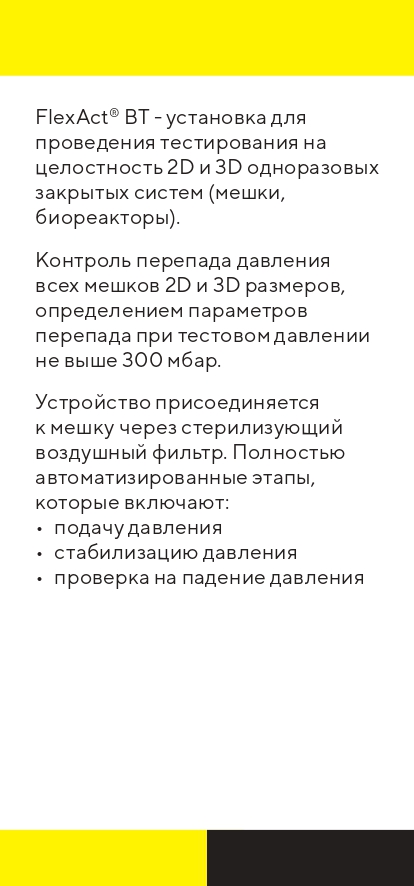 FlexAct® BT - установка для
проведения тестирования на
целостность 2D и 3D одноразовых
закрытых систем (мешки,
биореакторы).
Контроль перепада давления
всех мешков 2D и 3D размеров,
определением параметров
перепада при тестовом давлении
не выше 300 мбар.
Устройство присоединяется
к мешку через стерилизующий
воздушный фильтр. Полностью
автоматизированные этапы,
которые включают:
• подачу давления
• стабилизацию давления
• проверка на падение давления